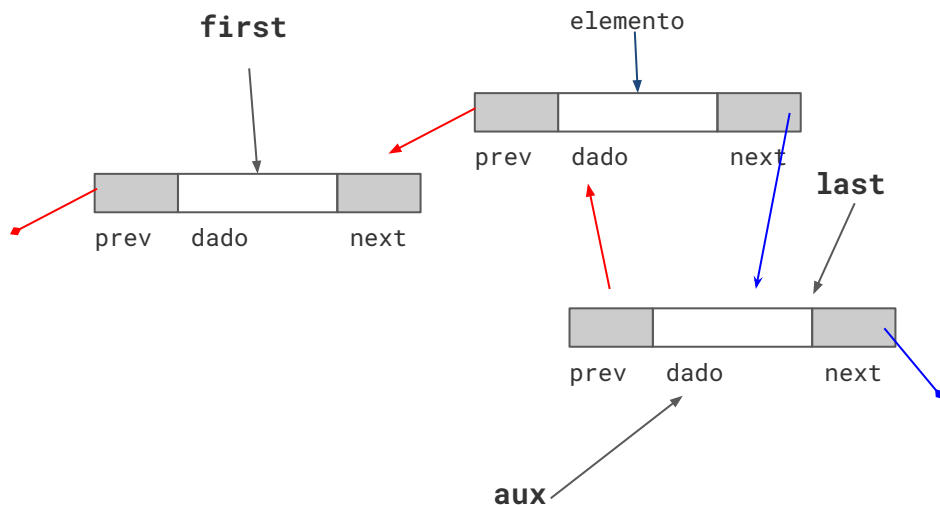 first
elemento
prev dado next
last
prev dado next
prev dado next
aux